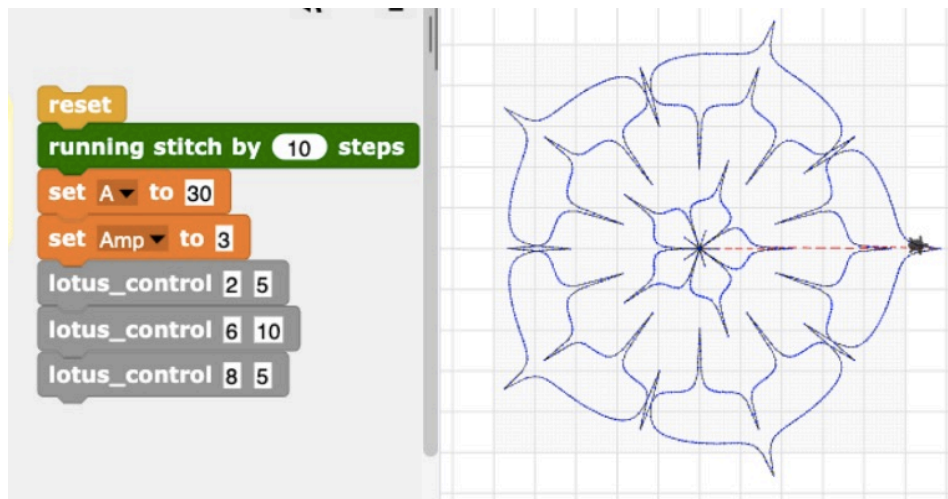 reset
running stitch by 10 steps
set A to 30
set Amp to 3
lotus_control 2 5
lotus_control 6 10
lotus_control 8 5